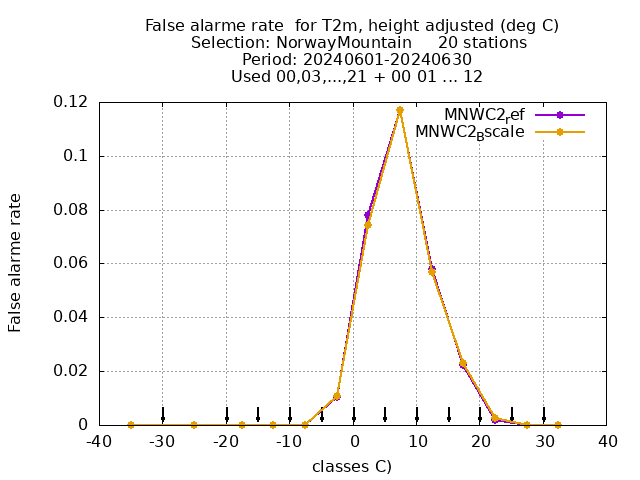 False alarme rate  for T2m, height adjusted (deg C)
Selection: NorwayMountain     20 stations
Period: 20240601-20240630
Used 00,03,...,21 + 00 01 ... 12
MNWC2ref
MNWC2Bscale
0.12
0.1
0.08
0.06
0.04
0.02
0
False alarme rate
-40 -30 -20 -10 0 10 20 30 40
classes C)